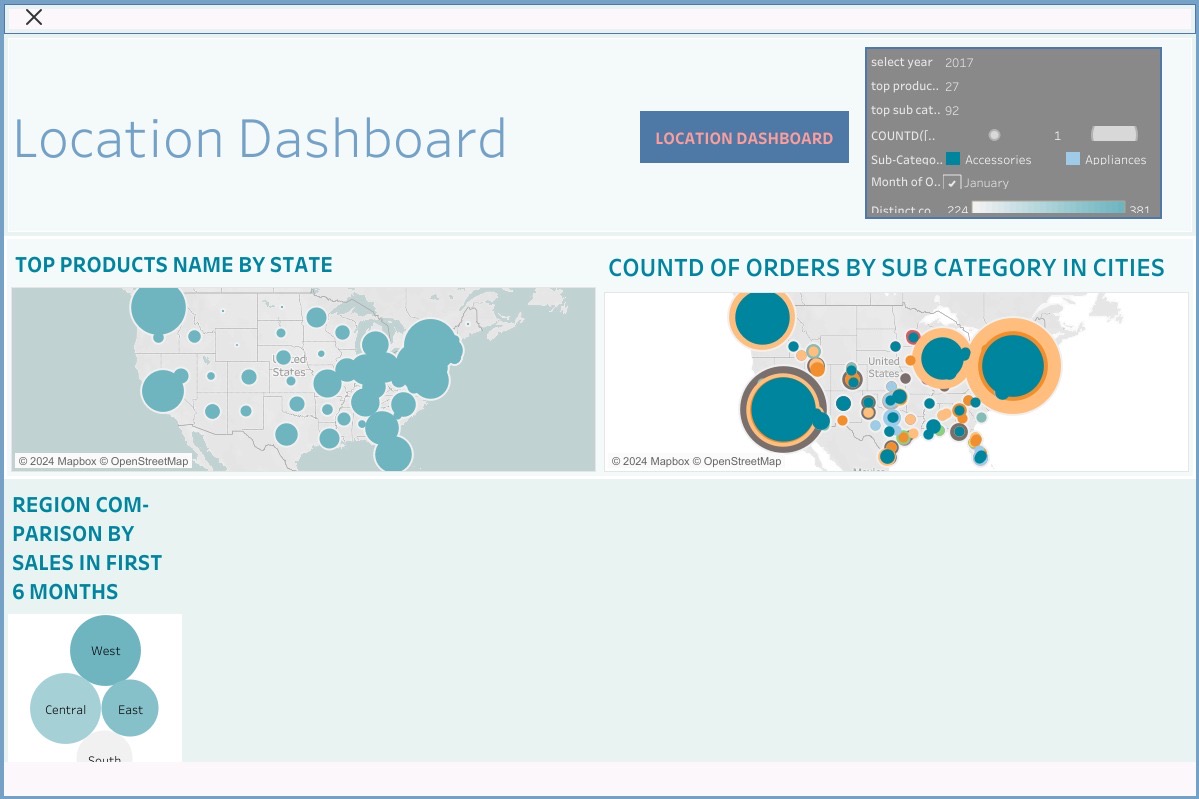 Location Dashboard
LOCATION DASHBOARD
select year 2017
top produc.. 27
top sub cat.. 92
COUNTD([.. 1
Sub-Catego.. Accessories Appliances
Month of O.. January
Distinct co.. 224 381
TOP PRODUCTS NAME BY STATE
United
States
© 2024 Mapbox © OpenStreetMap
COUNTD OF ORDERS BY SUB CATEGORY IN CITIES
United
States
Mexico
© 2024 Mapbox © OpenStreetMap
REGION COM-
PARISON BY
SALES IN FIRST
6 MONTHS
West
Central
East
South